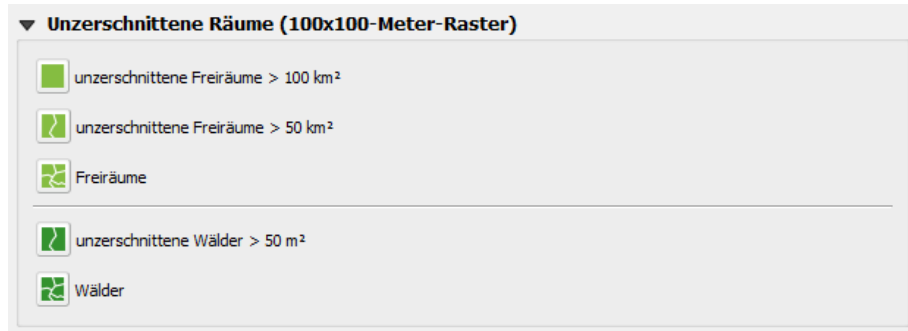 Unzerschnittene Räume (100x100-Meter-Raster)
unzerschnittene Freiräume > 100 km²
unzerschnittene Freiräume > 50 km²
Freiräume
unzerschnittene Wälder > 50 m²
Wälder